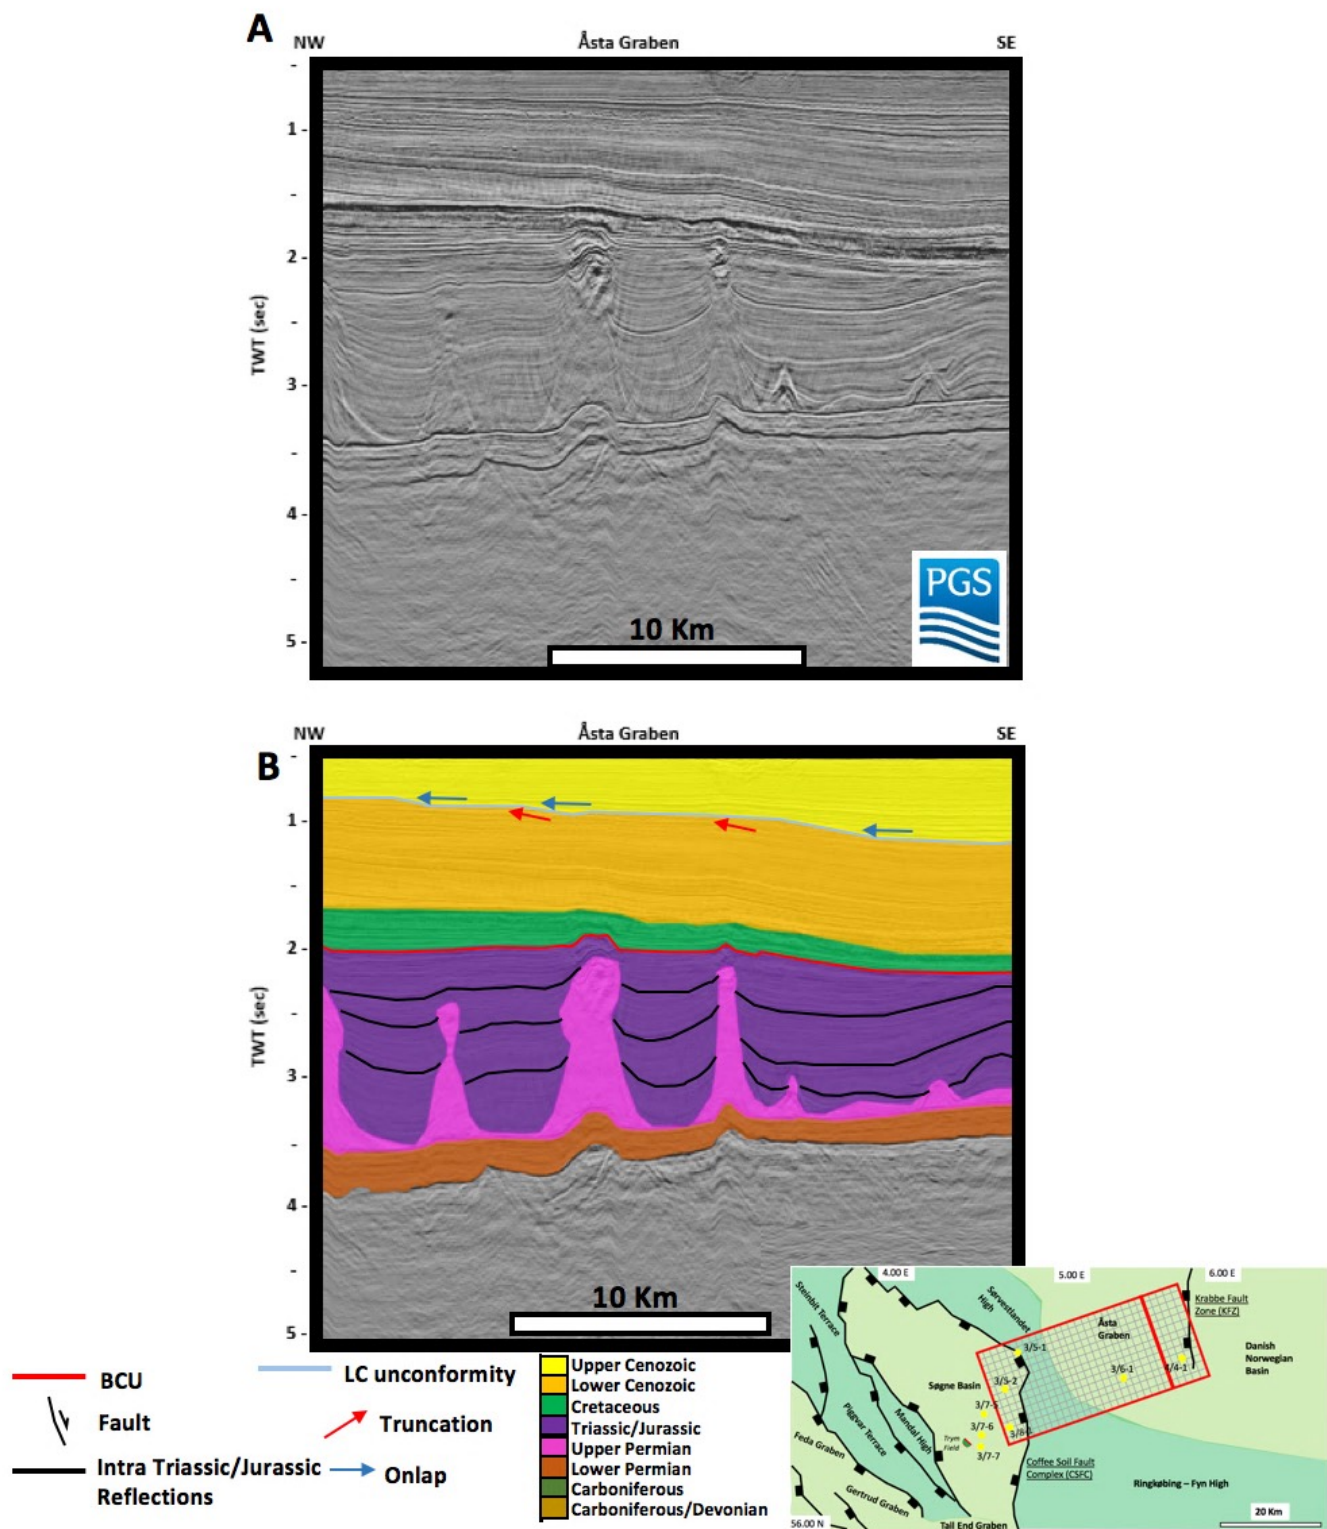 A
NW
Åsta Graben
SE
1
2
3
4
5
TWT (sec)
PGS
10 Km
B
NW
Åsta Graben
SE
1
2
3
4
5
TWT (sec)
10 Km
BCU
Fault
Intra Triassic/Jurassic
Reflections
LC unconformity
Truncation
Onlap
Upper Cenozoic
Lower Cenozoic
Cretaceous
Triassic/Jurassic
Upper Permian
Lower Permian
Carboniferous
Carboniferous/Devonian
4.00 E
5.00 E
6.00 E
Steinbit Terrace
Sørvestlandet
High
Krabbe Fault
Zone (KFZ)
Åsta
Graben
Danish
Norwegian
Basin
3/5-1
3/6-1
4/4-1
Søgne Basin
3/5-2
3/7-6
3/7-7
3/8-1
Piggvar Terrace
Mandal High
Trym
Field
Feda Graben
Gertrud Graben
Coffee Soil Fault
Complex (CSFC)
Ringkøbing – Fyn High
Tail End Graben
56.00 N
20 Km